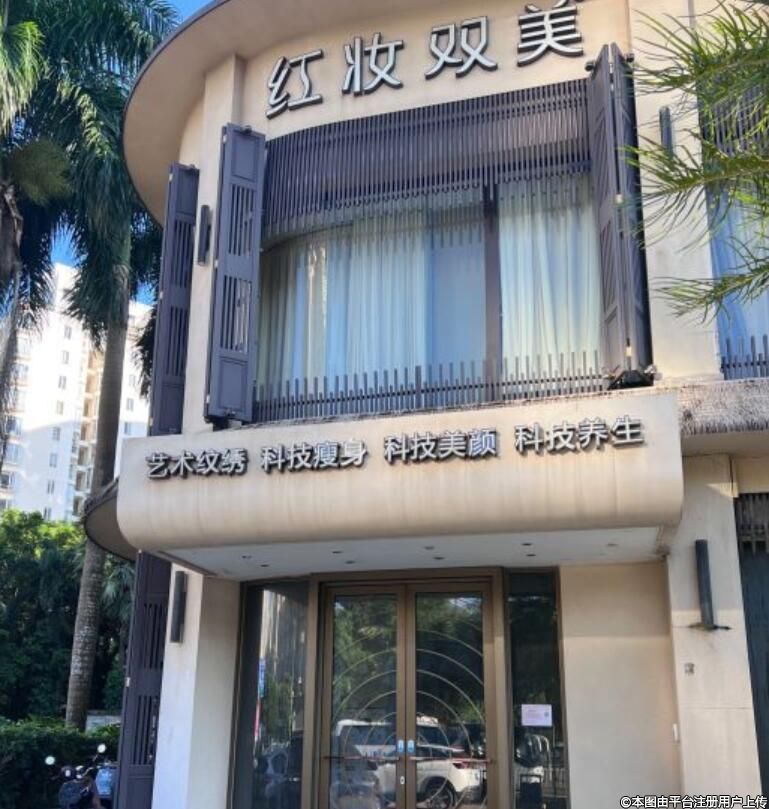 红妆双美
艺术纹绣 科技瘦身 科技美颜 科技养生
©本图由平台注册用户上传